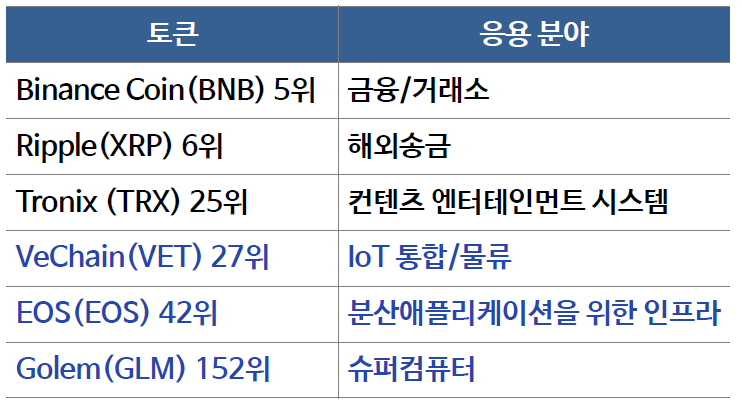 토큰 응용 분야
Binance Coin(BNB) 5위 금융/거래소
Ripple(XRP) 6위 해외송금
Tronix (TRX) 25위 컨텐츠 엔터테인먼트 시스템
VeChain(VET) 27위 IoT 통합/물류
EOS(EOS) 42위 분산애플리케이션을 위한 인프라
Golem(GLM) 152위 슈퍼컴퓨터